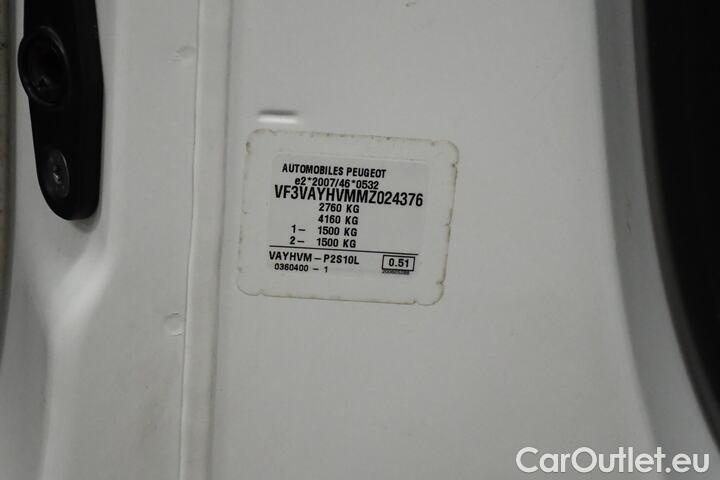 AUTOMOBILES PEUGEOT
e2*2007/46*0532
VF3VAYHVMMZ024376
2760 KG
4160 KG
1- 1500 KG
2- 1500 KG
VAYHVM-P2S10L 0.51
0360400 - 1
CarOutlet.eu